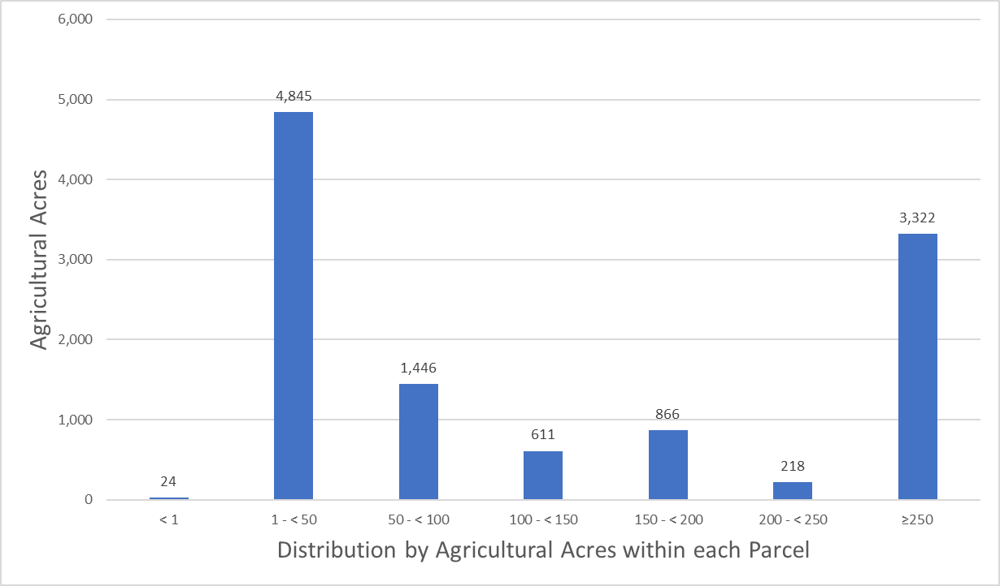 6,000
5,000
4,000
3,000
2,000
1,000
0
Agricultural Acres
24
4,845
1,446
611
866
218
3,322
< 1
1 - < 50
50 - < 100
100 - < 150
150 - < 200
200 - < 250
≥250
Distribution by Agricultural Acres within each Parcel